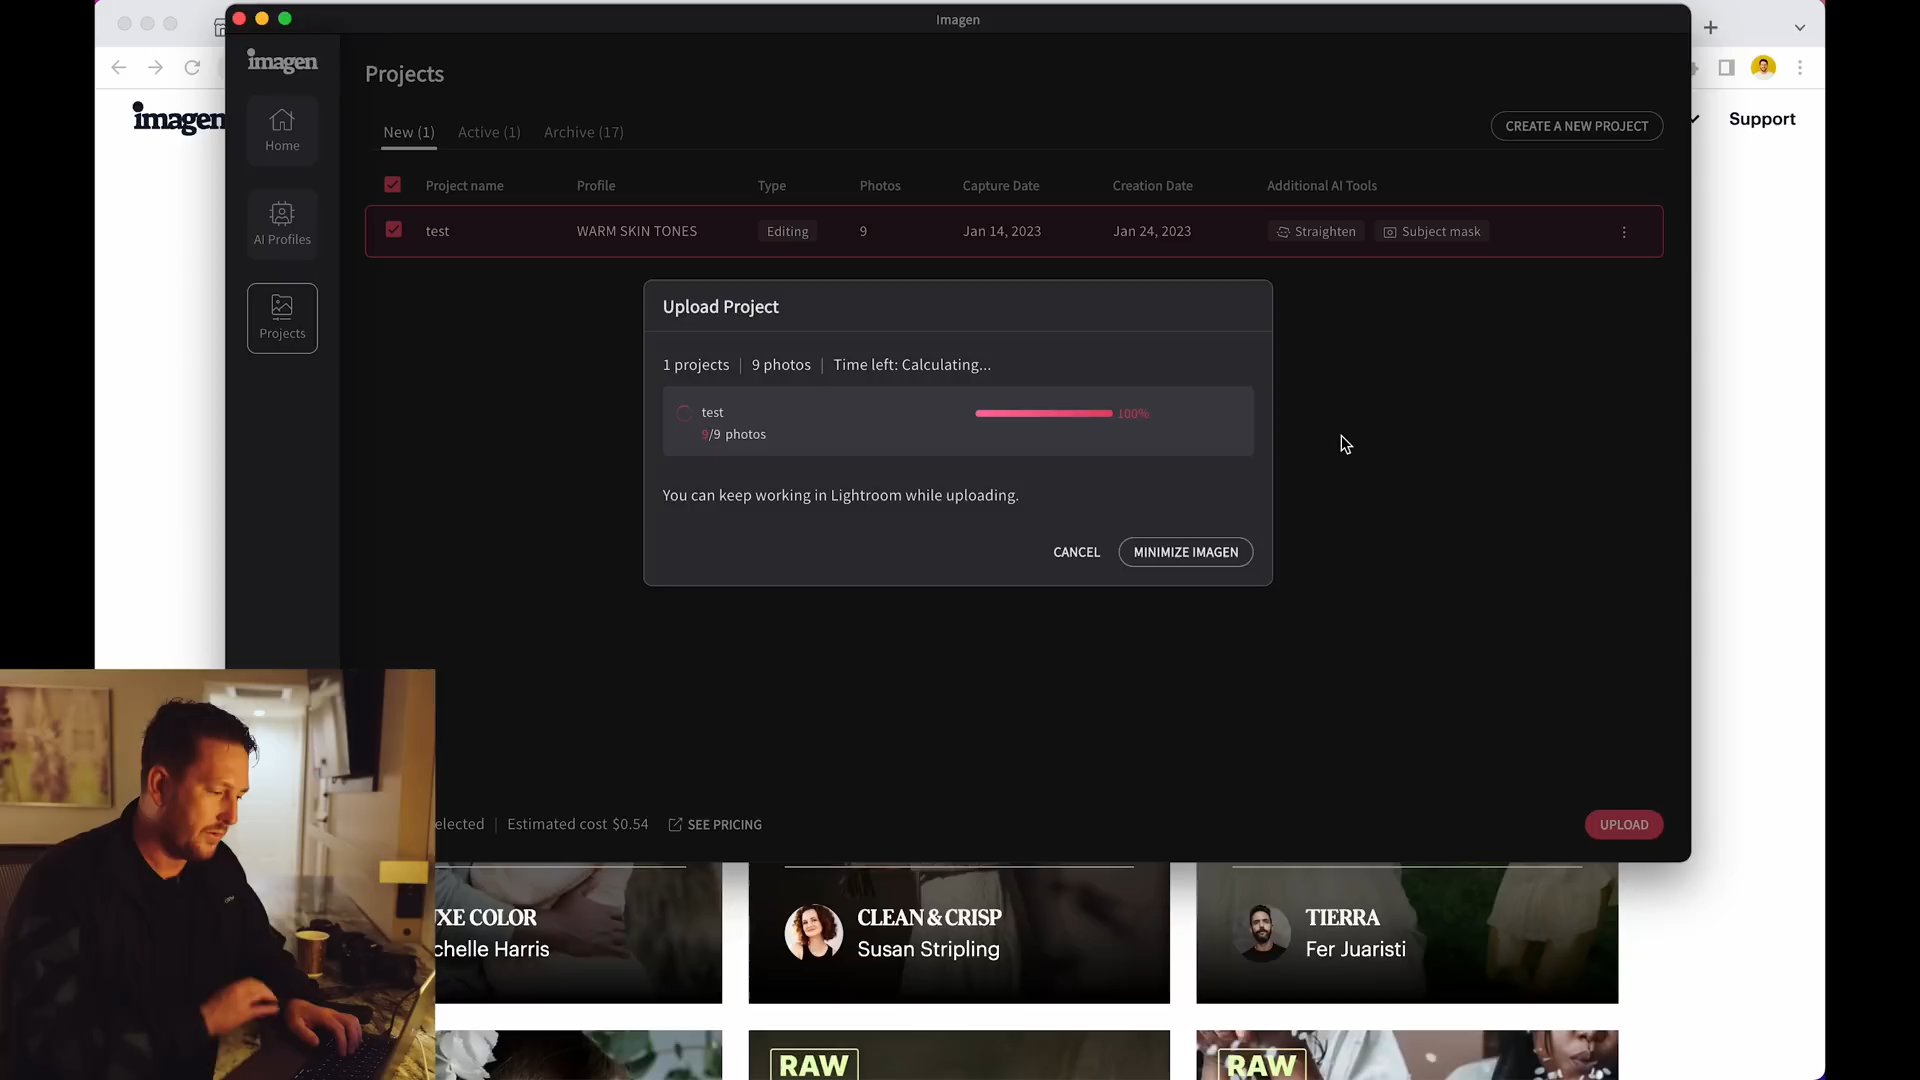 Imagen
imagen
Projects
Home
AI Profiles
Projects
New (1) Active (1) Archive (17)
CREATE A NEW PROJECT
Project name Profile Type Photos Capture Date Creation Date Additional AI Tools
test WARM SKIN TONES Editing 9 Jan 14, 2023 Jan 24, 2023 Straighten Subject mask
Upload Project
1 projects | 9 photos | Time left: Calculating...
test 100%
9/9 photos
You can keep working in Lightroom while uploading.
CANCEL MINIMIZE IMAGEN
elected | Estimated cost $0.54 SEE PRICING
UPLOAD
imagen
Support
XE COLOR
chelle Harris
CLEAN & CRISP
Susan Stripling
TIERRA
Fer Juaristi
RAW
RAW